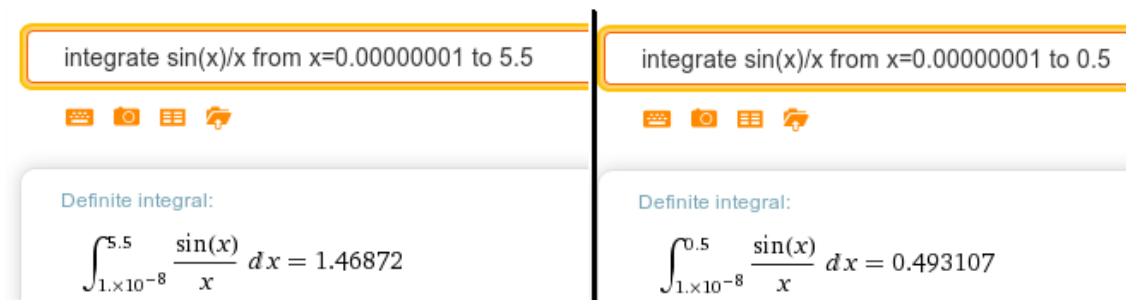 integrate sin(x)/x from x=0.00000001 to 5.5
Definite integral:
∫_{1.×10^{-8}}^{5.5} sin(x)/x dx = 1.46872
integrate sin(x)/x from x=0.00000001 to 0.5
Definite integral:
∫_{1.×10^{-8}}^{0.5} sin(x)/x dx = 0.493107